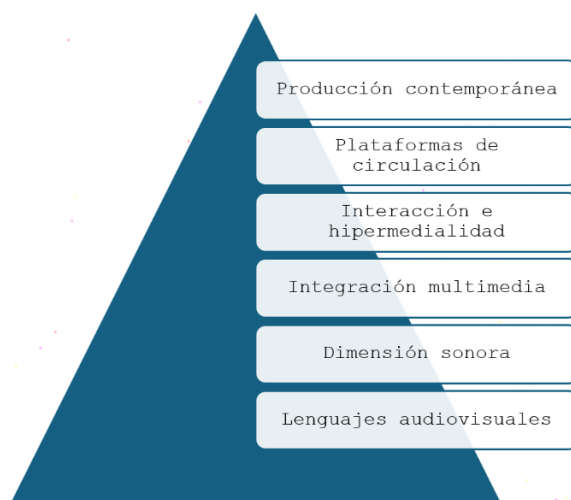 Producción contemporánea
Plataformas de
circulación
Interacción e
hipermedialidad
Integración multimedia
Dimensión sonora
Lenguajes audiovisuales